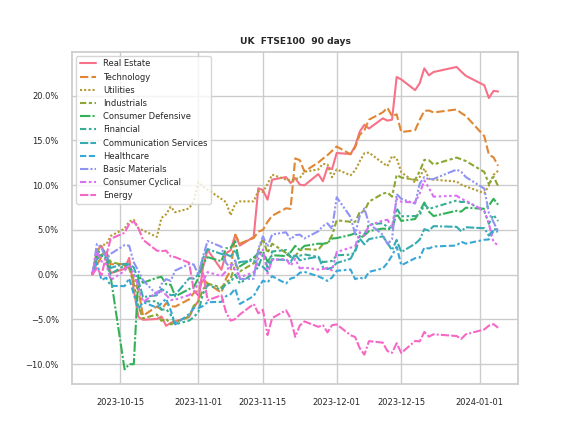 UK FTSE100 90 days
Real Estate
Technology
Utilities
Industrials
Consumer Defensive
Financial
Communication Services
Healthcare
Basic Materials
Consumer Cyclical
Energy
20.0%
15.0%
10.0%
5.0%
0.0%
−5.0%
−10.0%
2023-10-15 2023-11-01 2023-11-15 2023-12-01 2023-12-15 2024-01-01